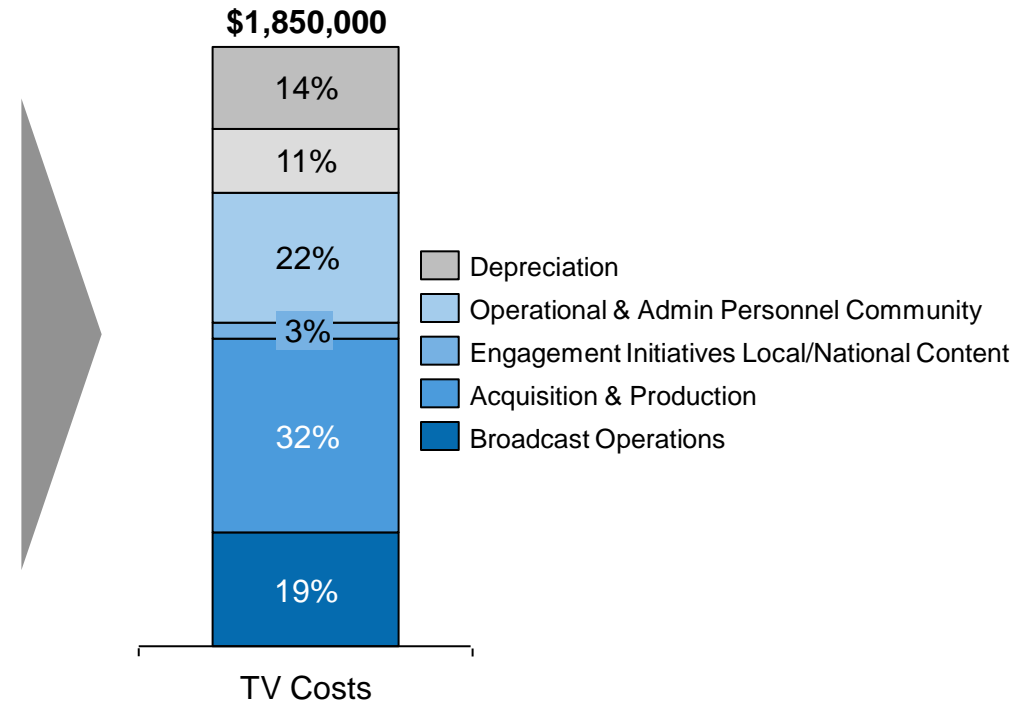 $1,850,000
14%
11%
22%
3%
32%
19%
Depreciation
Operational & Admin Personnel Community
Engagement Initiatives Local/National Content
Acquisition & Production
Broadcast Operations
TV Costs